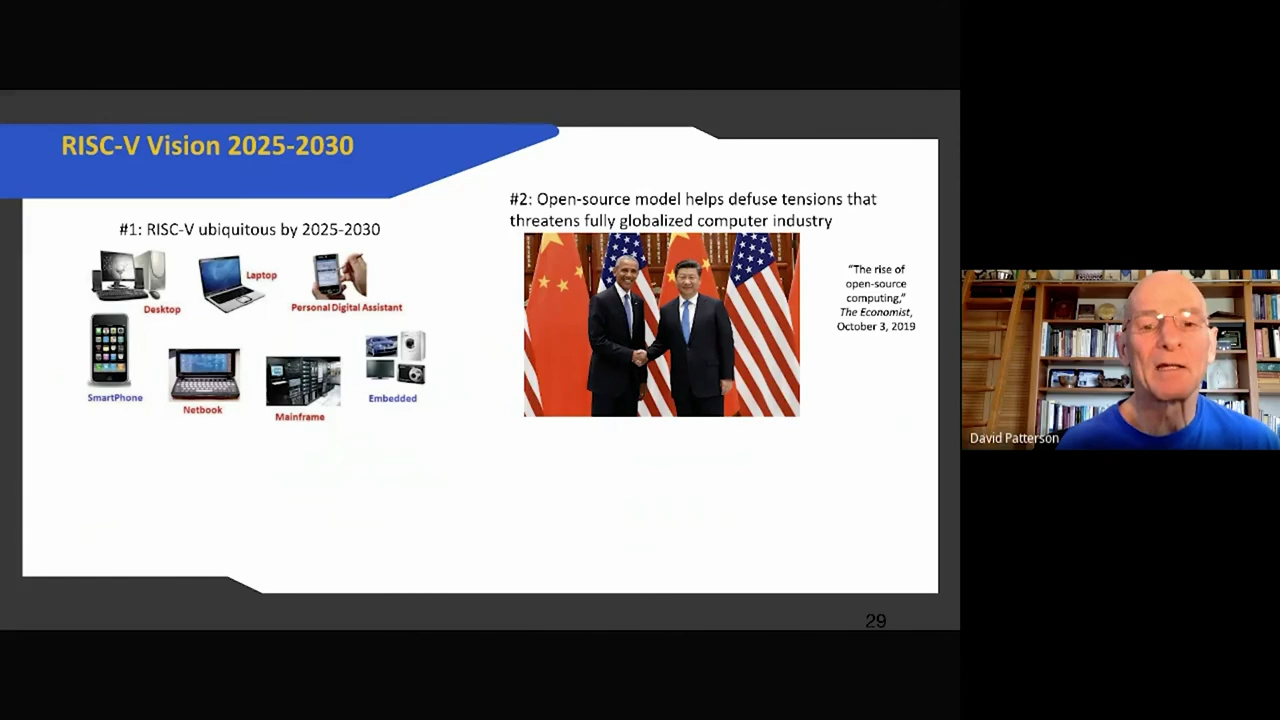 RISC-V Vision 2025-2030
#1: RISC-V ubiquitous by 2025-2030
Desktop
Laptop
Personal Digital Assistant
SmartPhone
Netbook
Mainframe
Embedded
#2: Open-source model helps defuse tensions that
threatens fully globalized computer industry
“The rise of
open-source
computing,”
The Economist,
October 3, 2019
29
David Patterson